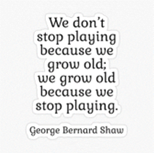 We don't
stop playing
because we
grow old;
we grow old
because we
stop playing.
George Bernard Shaw